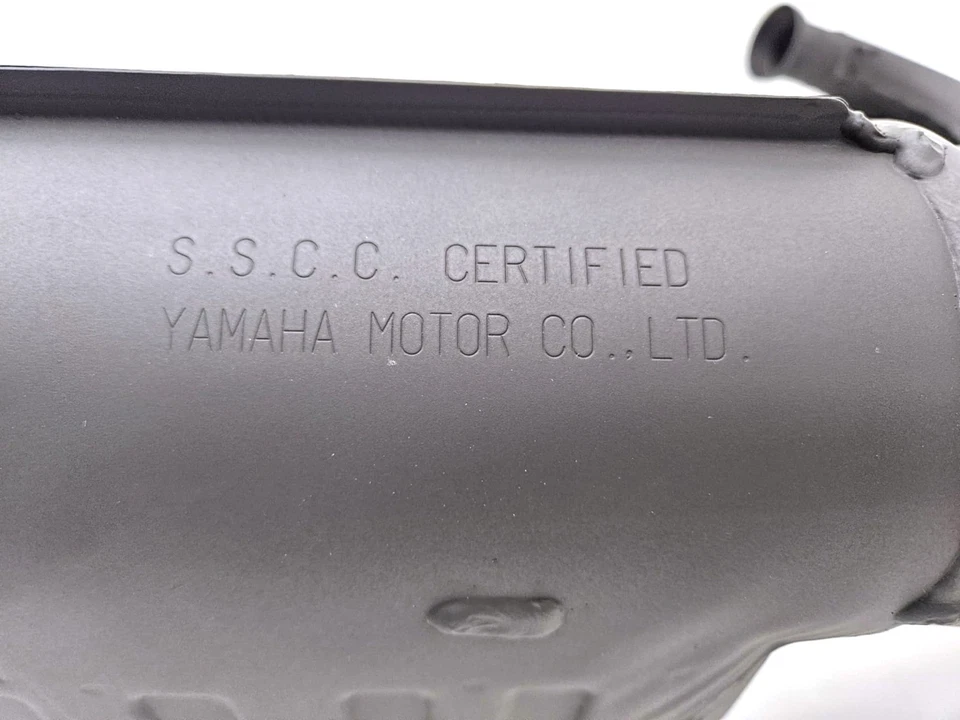 S.S.C.C. CERTIFIED
YAMAHA MOTOR CO.,LTD.